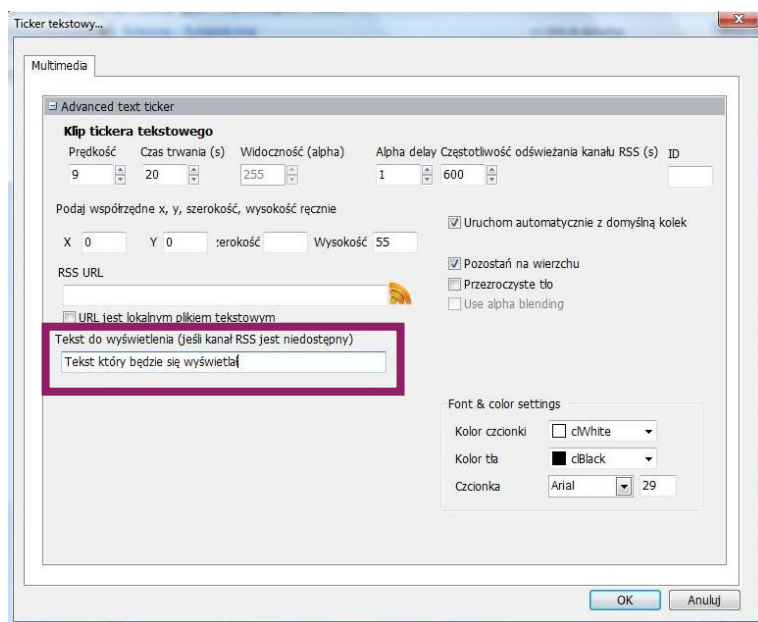 Ticker tekstowy...
Multimedia
Advanced text ticker
Klip tickera tekstowego
Prędkość Czas trwania (s) Widoczność (alpha) Alpha delay Częstotliwość odświeżania kanału RSS (s) ID
9 20 255 1 600
Podaj współrzędne x, y, szerokość, wysokość ręcznie
Uruchom automatycznie z domyślną kolek
X 0 Y 0 :erokość Wysokość 55
RSS URL
Pozostań na wierzchu
Przezroczyste tło
URL jest lokalnym plikiem tekstowym
Use alpha blending
Tekst do wyświetlenia (jeśli kanał RSS jest niedostępny)
Tekst który będzie się wyświetlał
Font & color settings
Kolor czcionki clWhite
Kolor tła clBlack
Czcionka Arial 29
OK Anuluj